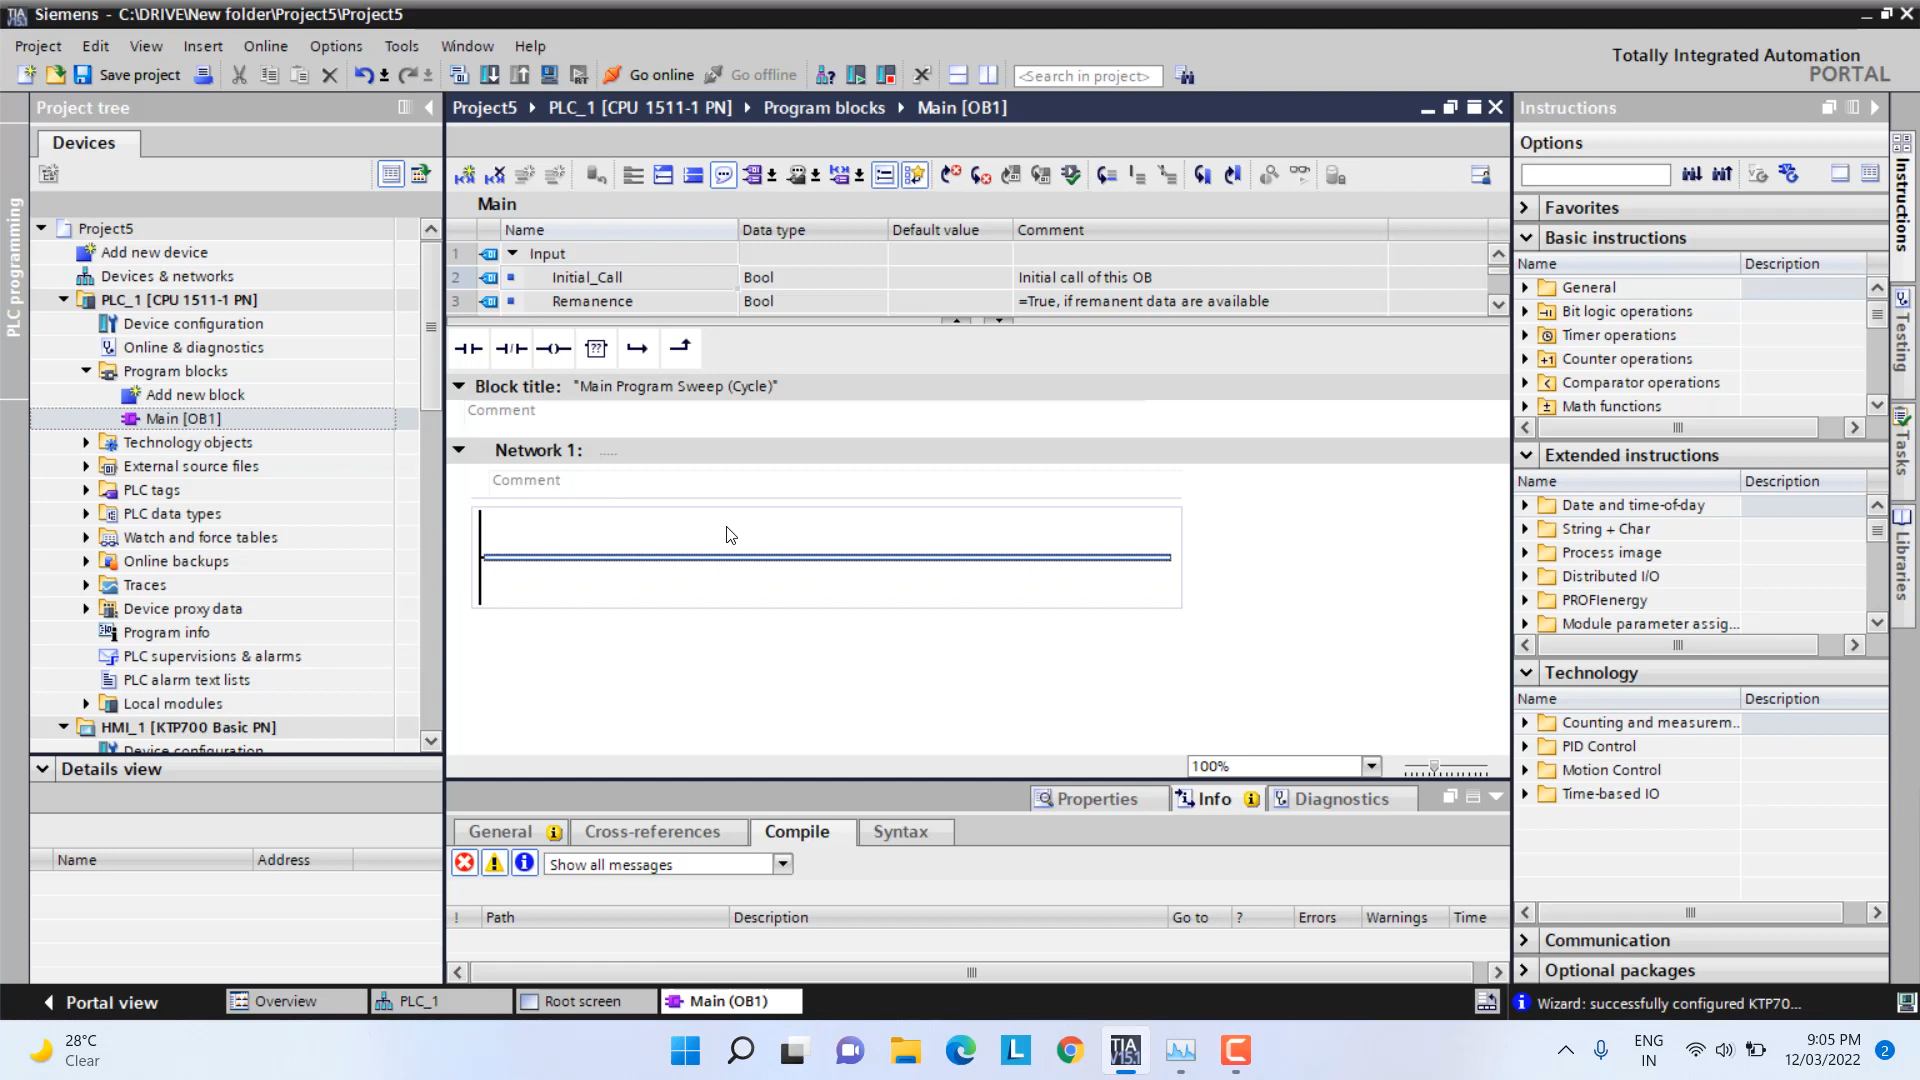 Siemens - C:\DRIVE\New folder\Project5\Project5
Project Edit View Insert Online Options Tools Window Help
Totally Integrated Automation
PORTAL
Save project Go online Go offline <Search in project>
Project tree
Devices
Project5
Add new device
Devices & networks
PLC_1 [CPU 1511-1 PN]
Device configuration
Online & diagnostics
Program blocks
Add new block
Main [OB1]
Technology objects
External source files
PLC tags
PLC data types
Watch and force tables
Online backups
Traces
Device proxy data
Program info
PLC supervisions & alarms
PLC alarm text lists
Local modules
HMI_1 [KTP700 Basic PN]
Device configuration
Details view
Name Address
PLC programming
Project5 PLC_1 [CPU 1511-1 PN] Program blocks Main [OB1]
Main
Name Data type Default value Comment
1 Input
2 Initial_Call Bool Initial call of this OB
3 Remanence Bool =True, if remanent data are available
??
Block title: "Main Program Sweep (Cycle)"
Comment
Network 1: .....
Comment
100%
Properties Info Diagnostics
General Cross-references Compile Syntax
Show all messages
! Path Description Go to ? Errors Warnings Time
Instructions
Options
Favorites
Basic instructions
Name Description
General
Bit logic operations
Timer operations
Counter operations
Comparator operations
Math functions
Extended instructions
Name Description
Date and time-of-day
String + Char
Process image
Distributed I/O
PROFIenergy
Module parameter assig...
Technology
Name Description
Counting and measurem..
PID Control
Motion Control
Time-based IO
Communication
Optional packages
Instructions
Testing
Tasks
Libraries
Portal view Overview PLC_1 Root screen Main (OB1)
Wizard: successfully configured KTP70...
28°C
Clear
TIA
V15.1
ENG
IN
9:05 PM
12/03/2022
2